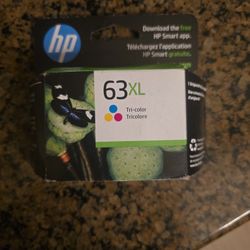 Download the free
HP Smart app.
Téléchargez l'application
HP Smart gratuite.
hp
63XL
Tri-color
Tricolore